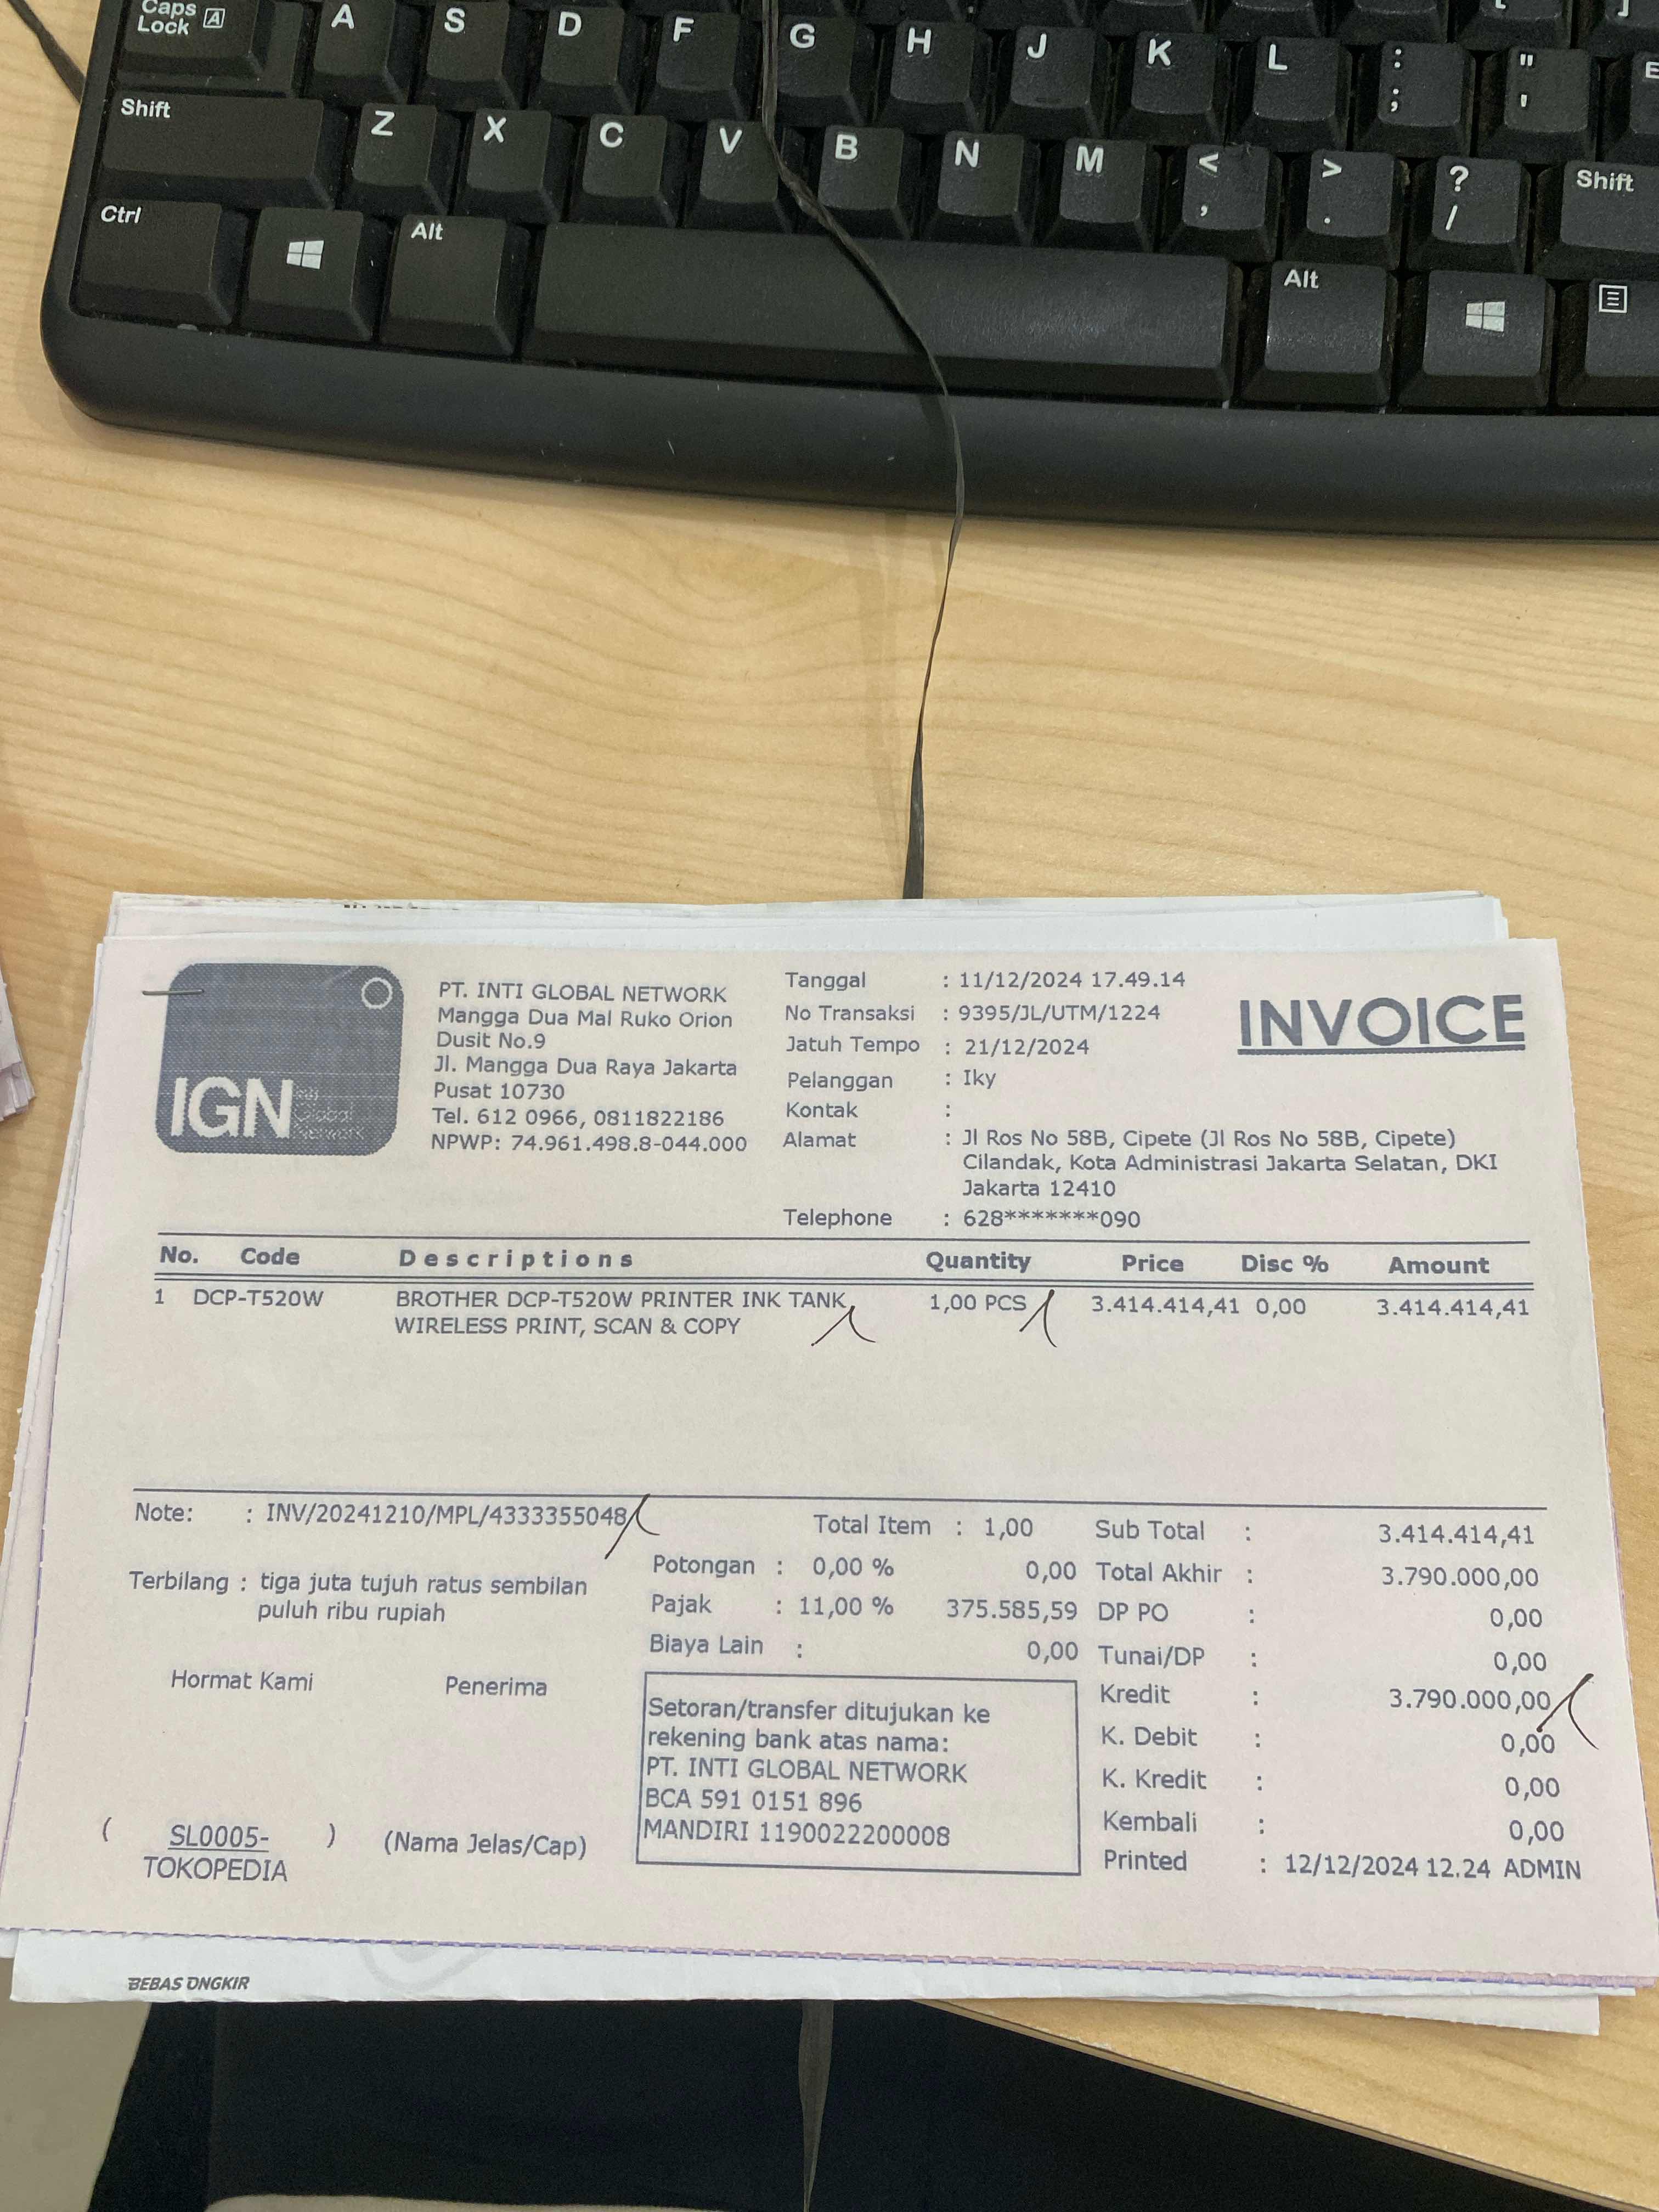 Caps
Lock A
A S D F G H J K L : ; " '
Shift Z X C V B N M < , > . ? / Shift
Ctrl Alt Alt
IGN
Global
Network
PT. INTI GLOBAL NETWORK
Mangga Dua Mal Ruko Orion
Dusit No.9
Jl. Mangga Dua Raya Jakarta
Pusat 10730
Tel. 612 0966, 0811822186
NPWP: 74.961.498.8-044.000
Tanggal : 11/12/2024 17.49.14
No Transaksi : 9395/JL/UTM/1224
Jatuh Tempo : 21/12/2024
Pelanggan : Iky
Kontak :
Alamat : Jl Ros No 58B, Cipete (Jl Ros No 58B, Cipete)
Cilandak, Kota Administrasi Jakarta Selatan, DKI
Jakarta 12410
Telephone : 628*******090
INVOICE
No. Code Descriptions Quantity Price Disc % Amount
1 DCP-T520W BROTHER DCP-T520W PRINTER INK TANK 1,00 PCS 3.414.414,41 0,00 3.414.414,41
WIRELESS PRINT, SCAN & COPY
Note: : INV/20241210/MPL/4333355048
Terbilang : tiga juta tujuh ratus sembilan
puluh ribu rupiah
Hormat Kami Penerima
( SL0005- ) (Nama Jelas/Cap)
TOKOPEDIA
Total Item : 1,00
Potongan : 0,00 % 0,00
Pajak : 11,00 % 375.585,59
Biaya Lain : 0,00
Setoran/transfer ditujukan ke
rekening bank atas nama:
PT. INTI GLOBAL NETWORK
BCA 591 0151 896
MANDIRI 1190022200008
Sub Total : 3.414.414,41
Total Akhir : 3.790.000,00
DP PO : 0,00
Tunai/DP : 0,00
Kredit : 3.790.000,00
K. Debit : 0,00
K. Kredit : 0,00
Kembali : 0,00
Printed : 12/12/2024 12.24 ADMIN
BEBAS ONGKIR